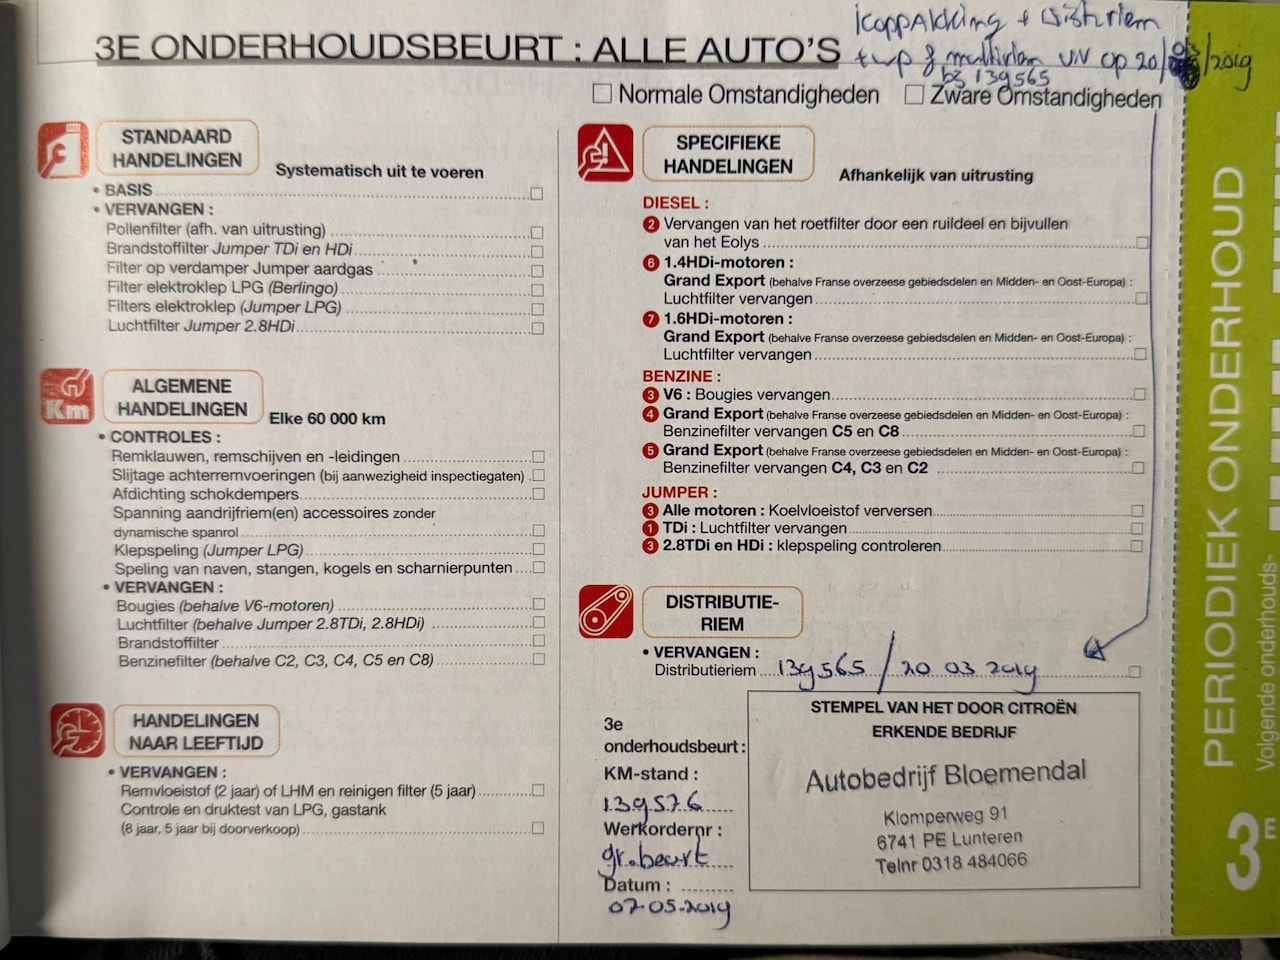 koppakking + distriem
+ wp & multiriem VIV op 20/03/2019
bij 139565
3E ONDERHOUDSBEURT : ALLE AUTO'S
Normale Omstandigheden Zware Omstandigheden
STANDAARD
HANDELINGEN
Systematisch uit te voeren
• BASIS
• VERVANGEN :
Pollenfilter (afh. van uitrusting)
Brandstoffilter Jumper TDi en HDi
Filter op verdamper Jumper aardgas
Filter elektroklep LPG (Berlingo)
Filters elektroklep (Jumper LPG)
Luchtfilter Jumper 2.8HDi
Km
ALGEMENE
HANDELINGEN
Elke 60 000 km
• CONTROLES :
Remklauwen, remschijven en -leidingen
Slijtage achterremvoeringen (bij aanwezigheid inspectiegaten)
Afdichting schokdempers
Spanning aandrijfriem(en) accessoires zonder
dynamische spanrol
Klepspeling (Jumper LPG)
Speling van naven, stangen, kogels en scharnierpunten
• VERVANGEN :
Bougies (behalve V6-motoren)
Luchtfilter (behalve Jumper 2.8TDi, 2.8HDi)
Brandstoffilter
Benzinefilter (behalve C2, C3, C4, C5 en C8)
HANDELINGEN
NAAR LEEFTIJD
• VERVANGEN :
Remvloeistof (2 jaar) of LHM en reinigen filter (5 jaar)
Controle en druktest van LPG, gastank
(8 jaar, 5 jaar bij doorverkoop)
SPECIFIEKE
HANDELINGEN
Afhankelijk van uitrusting
DIESEL :
2 Vervangen van het roetfilter door een ruildeel en bijvullen
van het Eolys
6 1.4HDi-motoren :
Grand Export (behalve Franse overzeese gebiedsdelen en Midden- en Oost-Europa) :
Luchtfilter vervangen
7 1.6HDi-motoren :
Grand Export (behalve Franse overzeese gebiedsdelen en Midden- en Oost-Europa) :
Luchtfilter vervangen
BENZINE :
3 V6 : Bougies vervangen
4 Grand Export (behalve Franse overzeese gebiedsdelen en Midden- en Oost-Europa) :
Benzinefilter vervangen C5 en C8
5 Grand Export (behalve Franse overzeese gebiedsdelen en Midden- en Oost-Europa) :
Benzinefilter vervangen C4, C3 en C2
JUMPER :
3 Alle motoren : Koelvloeistof verversen
1 TDi : Luchtfilter vervangen
3 2.8TDi en HDi : klepspeling controleren
DISTRIBUTIE-
RIEM
• VERVANGEN :
Distributieriem 139565 / 20 03 2019
3e
onderhoudsbeurt :
KM-stand :
139576
Werkordernr :
gr.beurt
Datum :
07-05-2019
STEMPEL VAN HET DOOR CITROËN
ERKENDE BEDRIJF
Autobedrijf Bloemendal
Klomperweg 91
6741 PE Lunteren
Telnr 0318 484066
PERIODIEK ONDERHOUD
Volgende onderhouds-
3E